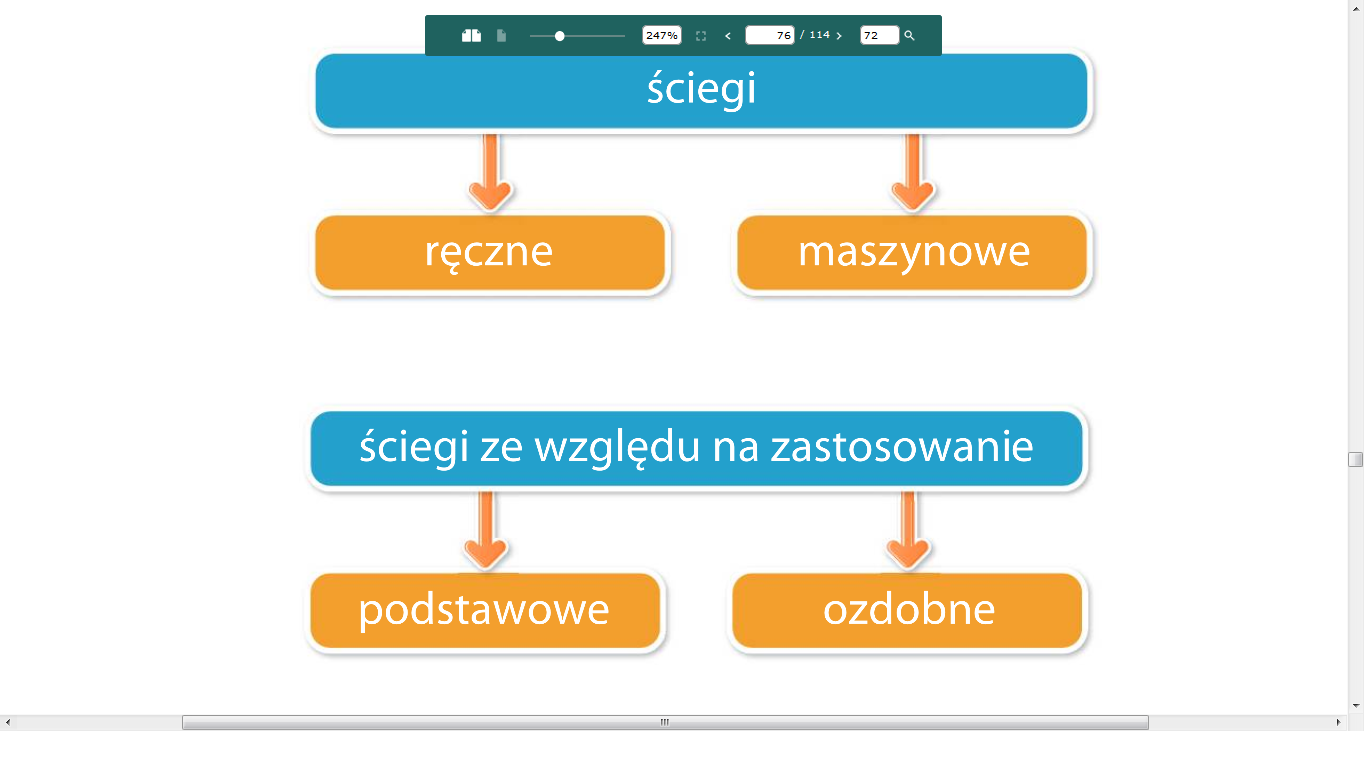 247% 76 / 114 72
ściegi
ręczne maszynowe
ściegi ze względu na zastosowanie
podstawowe ozdobne